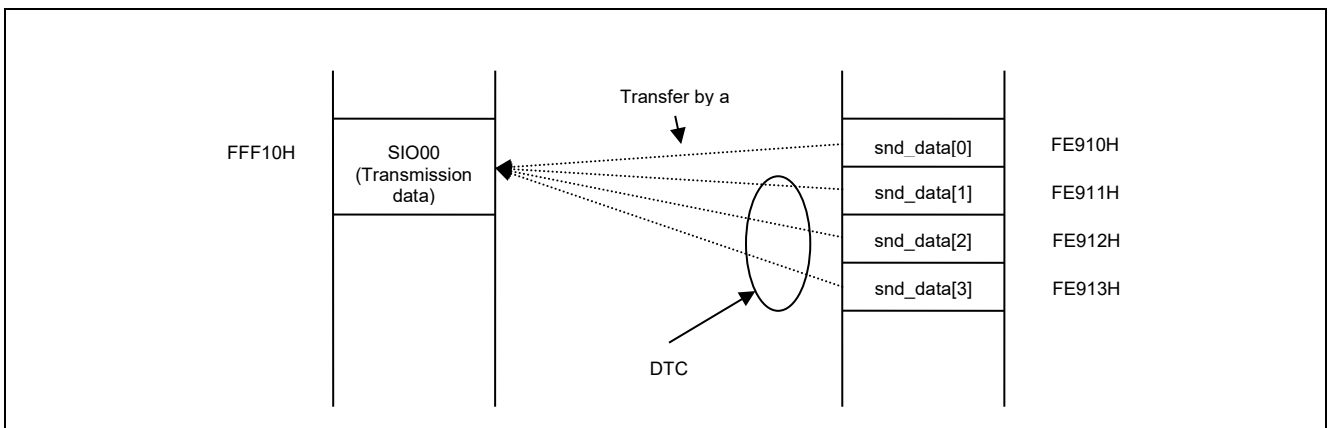 Transfer by a
FFF10H
SIO00
(Transmission
data)
snd_data[0]
FE910H
snd_data[1]
FE911H
snd_data[2]
FE912H
snd_data[3]
FE913H
DTC